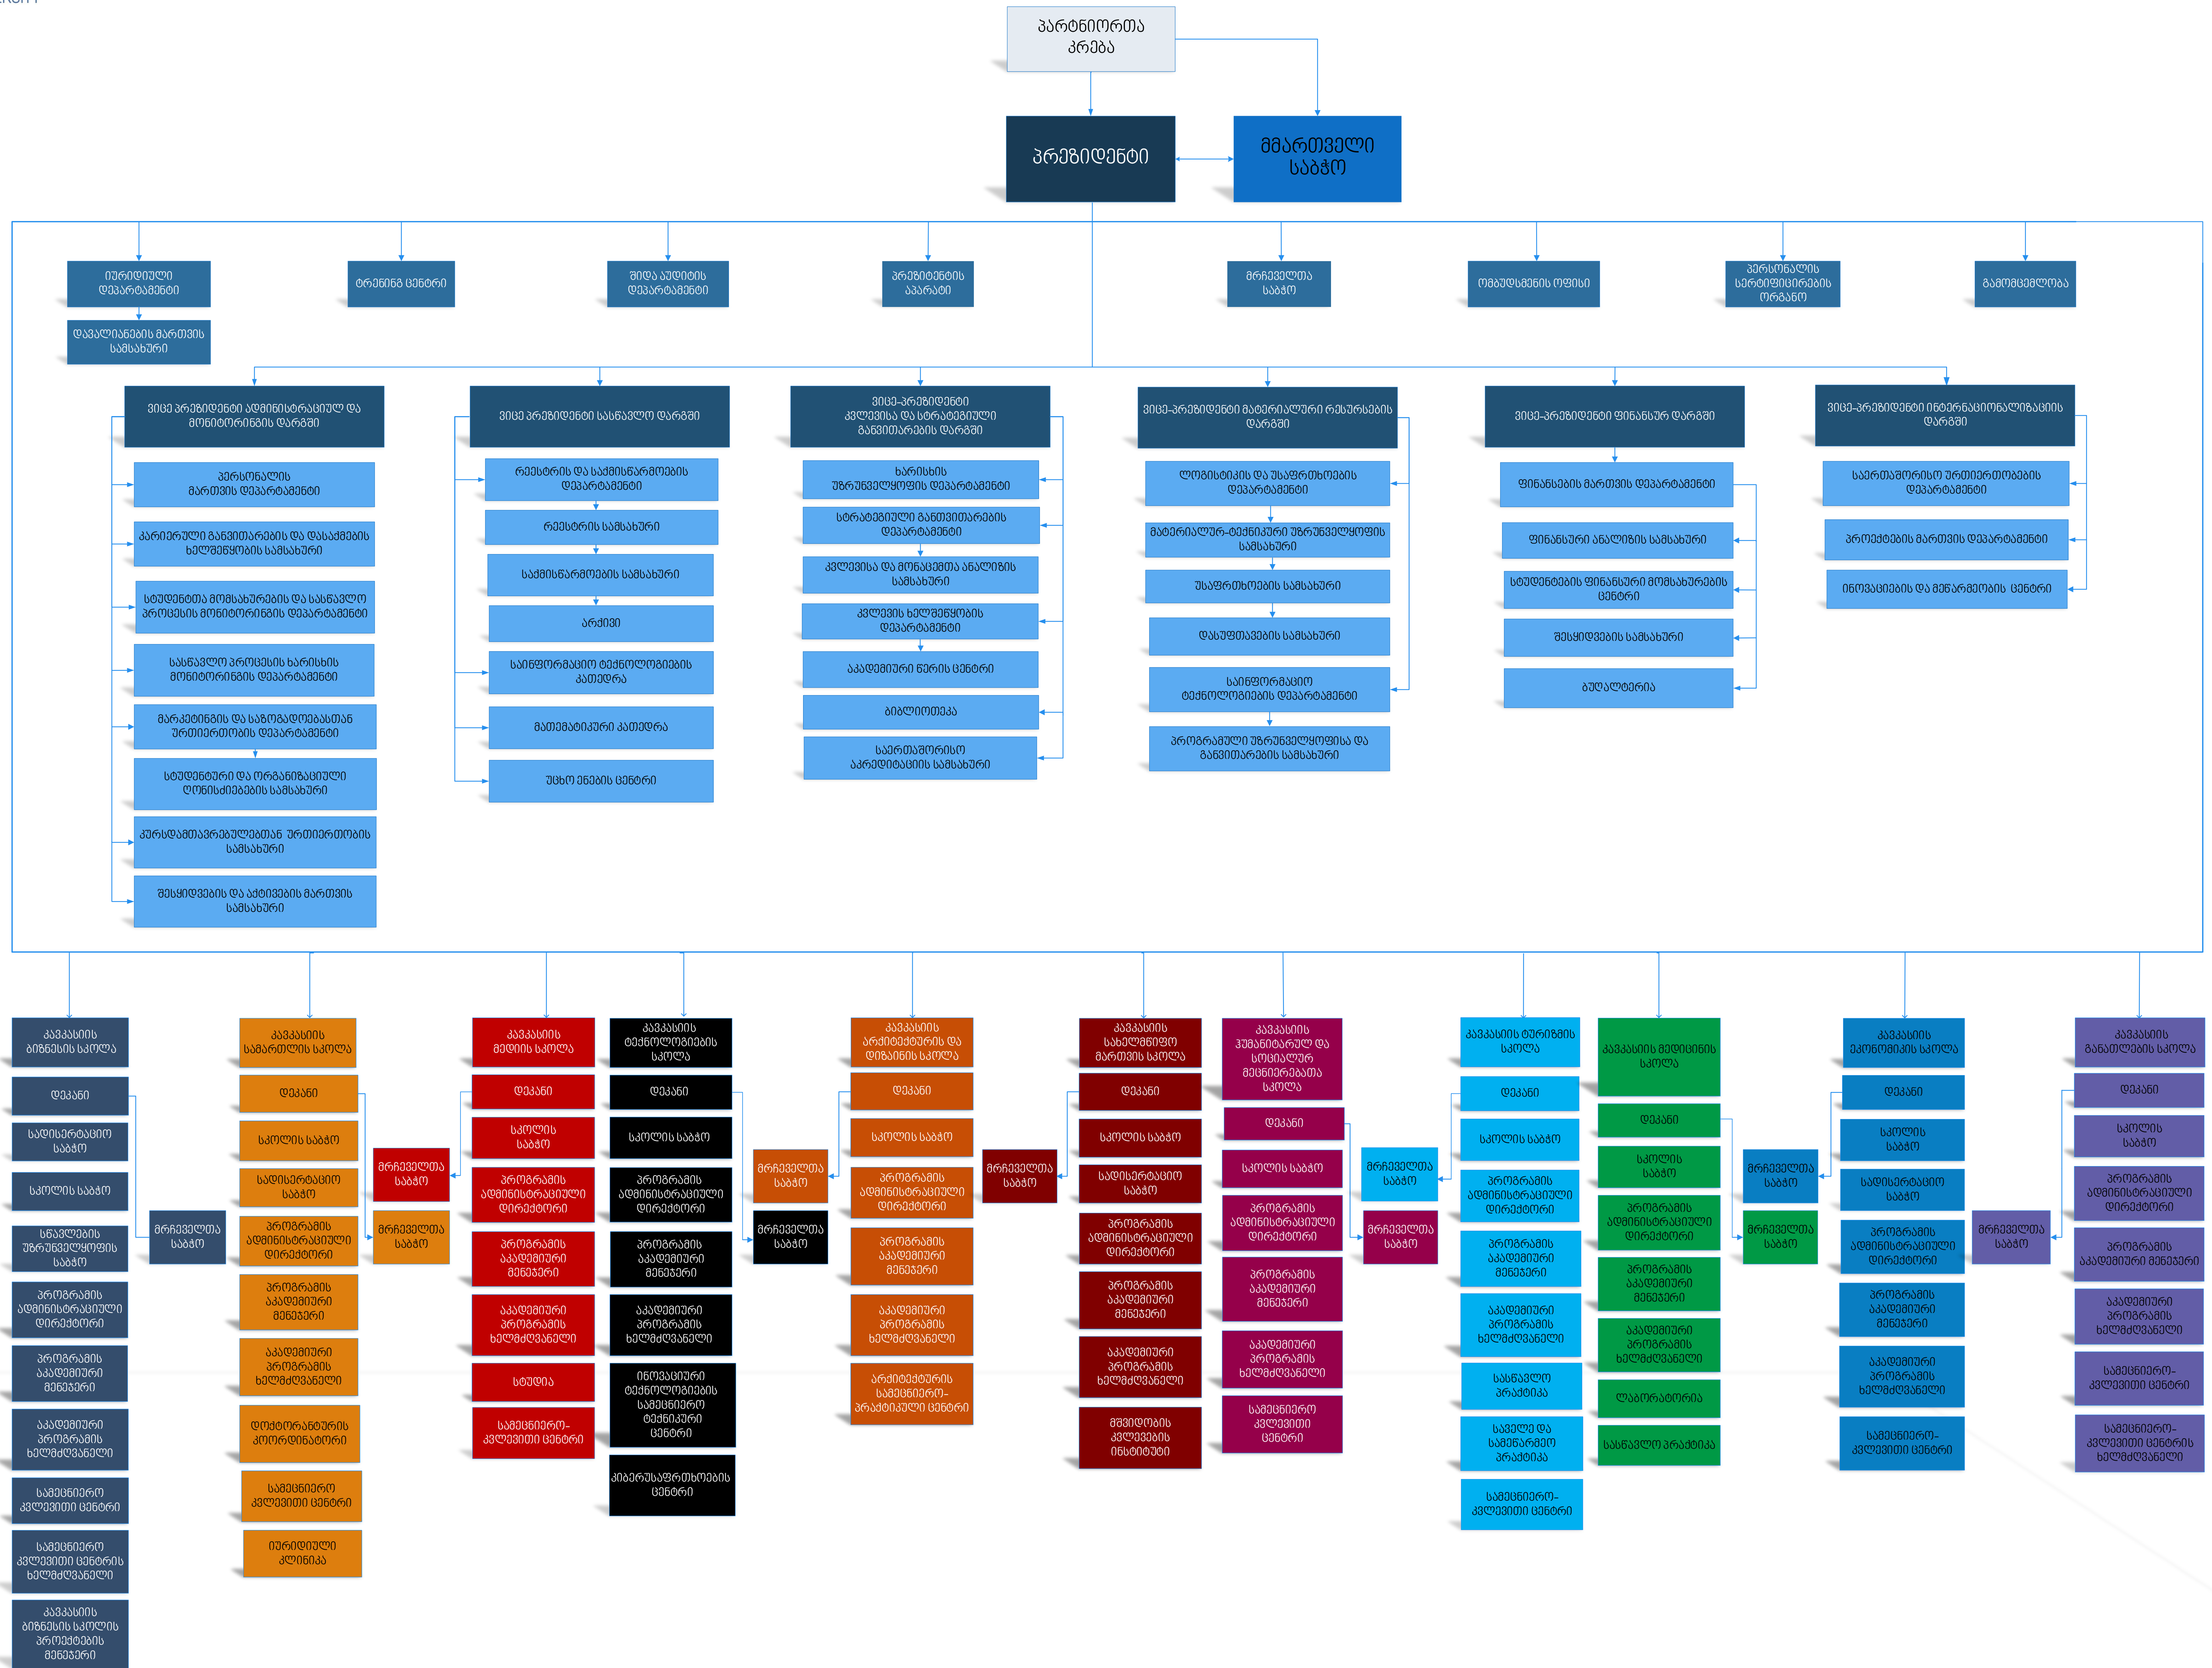 პარტნიორთა
კრება
პრეზიდენტი
მმართველი
საბჭო
იურიდიული
დეპარტამენტი
ტრენინგ ცენტრი
შიდა აუდიტის
დეპარტამენტი
პრეზიტენტის
აპარატი
მრჩეველთა
საბჭო
ომბუდსმენის ოფისი
პერსონალის
სერტიფიცირების
ორგანო
გამომცემლობა
დავალიანების მართვის
სამსახური
ვიცე პრეზიდენტი ადმინისტრაციულ და
მონიტორინგის დარგში
პერსონალის
მართვის დეპარტამენტი
კარიერული განვითარების და დასაქმების
ხელშეწყობის სამსახური
სტუდენტთა მომსახურების და სასწავლო
პროცესის მონიტორინგის დეპარტამენტი
სასწავლო პროცესის ხარისხის
მონიტორინგის დეპარტამენტი
მარკეტინგის და საზოგადოებასთან
ურთიერთობის დეპარტამენტი
სტუდენტური და ორგანიზაციული
ღონისძიებების სამსახური
კურსდამთავრებულებთან ურთიერთობის
სამსახური
შესყიდვების და აქტივების მართვის
სამსახური
ვიცე პრეზიდენტი სასწავლო დარგში
რეესტრის და საქმისწარმოების
დეპარტამენტი
რეესტრის სამსახური
საქმისწარმოების სამსახური
არქივი
საინფორმაციო ტექნოლოგიების
კათედრა
მათემატიკური კათედრა
უცხო ენების ცენტრი
ვიცე-პრეზიდენტი
კვლევისა და სტრატეგიული
განვითარების დარგში
ხარისხის
უზრუნველყოფის დეპარტამენტი
სტრატეგიული განთვითარების
დეპარტამენტი
კვლევისა და მონაცემთა ანალიზის
სამსახური
კვლევის ხელშეწყობის
დეპარტამენტი
აკადემიური წერის ცენტრი
ბიბლიოთეკა
საერთაშორისო
აკრედიტაციის სამსახური
ვიცე-პრეზიდენტი მატერიალური რესურსების
დარგში
ლოგისტიკის და უსაფრთხოების
დეპარტამენტი
მატერიალურ-ტექნიკური უზრუნველყოფის
სამსახური
უსაფრთხოების სამსახური
დასუფთავების სამსახური
საინფორმაციო
ტექნოლოგიების დეპარტამენტი
პროგრამული უზრუნველყოფისა და
განვითარების სამსახური
ვიცე-პრეზიდენტი ფინანსურ დარგში
ფინანსების მართვის დეპარტამენტი
ფინანსური ანალიზის სამსახური
სტუდენტების ფინანსური მომსახურების
ცენტრი
შესყიდვების სამსახური
ბუღალტერია
ვიცე-პრეზიდენტი ინტერნაციონალიზაციის
დარგში
საერთაშორისო ურთიერთობების
დეპარტამენტი
პროექტების მართვის დეპარტამენტი
ინოვაციების და მეწარმეობის ცენტრი
კავკასიის
ბიზნესის სკოლა
დეკანი
სადისერტაციო
საბჭო
სკოლის საბჭო
სწავლების
უზრუნველყოფის
საბჭო
პროგრამის
ადმინისტრაციული
დირექტორი
პროგრამის
აკადემიური
მენეჯერი
აკადემიური
პროგრამის
ხელმძღვანელი
სამეცნიერო
კვლევითი ცენტრი
სამეცნიერო
კვლევითი ცენტრის
ხელმძღვანელი
კავკასიის
ბიზნესის სკოლის
პროექტების
მენეჯერი
მრჩეველთა
საბჭო
კავკასიის
სამართლის სკოლა
დეკანი
სკოლის საბჭო
სადისერტაციო
საბჭო
პროგრამის
ადმინისტრაციული
დირექტორი
პროგრამის
აკადემიური
მენეჯერი
აკადემიური
პროგრამის
ხელმძღვანელი
დოქტორანტურის
კოორდინატორი
სამეცნიერო
კვლევითი ცენტრი
იურიდიული
კლინიკა
მრჩეველთა
საბჭო
მრჩეველთა
საბჭო
კავკასიის
მედიის სკოლა
დეკანი
სკოლის
საბჭო
პროგრამის
ადმინისტრაციული
დირექტორი
პროგრამის
აკადემიური
მენეჯერი
აკადემიური
პროგრამის
ხელმძღვანელი
სტუდია
სამეცნიერო-
კვლევითი ცენტრი
კავკასიის
ტექნოლოგიების
სკოლა
დეკანი
სკოლის საბჭო
პროგრამის
ადმინისტრაციული
დირექტორი
პროგრამის
აკადემიური
მენეჯერი
აკადემიური
პროგრამის
ხელმძღვანელი
ინოვაციური
ტექნოლოგიების
სამეცნიერო
ტექნიკური
ცენტრი
კიბერუსაფრთხოების
ცენტრი
მრჩეველთა
საბჭო
მრჩეველთა
საბჭო
კავკასიის
არქიტექტურის და
დიზაინის სკოლა
დეკანი
სკოლის საბჭო
პროგრამის
ადმინისტრაციული
დირექტორი
პროგრამის
აკადემიური
მენეჯერი
აკადემიური
პროგრამის
ხელმძღვანელი
არქიტექტურის
სამეცნიერო-
პრაქტიკული ცენტრი
მრჩეველთა
საბჭო
კავკასიის
სახელმწიფო
მართვის სკოლა
დეკანი
სკოლის საბჭო
სადისერტაციო
საბჭო
პროგრამის
ადმინისტრაციული
დირექტორი
პროგრამის
აკადემიური
მენეჯერი
აკადემიური
პროგრამის
ხელმძღვანელი
მშვიდობის
კვლევების
ინსტიტუტი
კავკასიის
ჰუმანიტარულ და
სოციალურ
მეცნიერებათა
სკოლა
დეკანი
სკოლის საბჭო
პროგრამის
ადმინისტრაციული
დირექტორი
პროგრამის
აკადემიური
მენეჯერი
აკადემიური
პროგრამის
ხელმძღვანელი
სამეცნიერო
კვლევითი
ცენტრი
მრჩეველთა
საბჭო
მრჩეველთა
საბჭო
კავკასიის ტურიზმის
სკოლა
დეკანი
სკოლის საბჭო
პროგრამის
ადმინისტრაციული
დირექტორი
პროგრამის
აკადემიური
მენეჯერი
აკადემიური
პროგრამის
ხელმძღვანელი
სასწავლო
პრაქტიკა
საველე და
სამეწარმეო
პრაქტიკა
სამეცნიერო-
კვლევითი ცენტრი
კავკასიის მედიცინის
სკოლა
დეკანი
სკოლის
საბჭო
პროგრამის
ადმინისტრაციული
დირექტორი
პროგრამის
აკადემიური
მენეჯერი
აკადემიური
პროგრამის
ხელმძღვანელი
ლაბორატორია
სასწავლო პრაქტიკა
მრჩეველთა
საბჭო
მრჩეველთა
საბჭო
კავკასიის
ეკონომიკის სკოლა
დეკანი
სკოლის
საბჭო
სადისერტაციო
საბჭო
პროგრამის
ადმინისტრაციული
დირექტორი
პროგრამის
აკადემიური
მენეჯერი
აკადემიური
პროგრამის
ხელმძღვანელი
სამეცნიერო-
კვლევითი ცენტრი
მრჩეველთა
საბჭო
კავკასიის
განათლების სკოლა
დეკანი
სკოლის
საბჭო
პროგრამის
ადმინისტრაციული
დირექტორი
პროგრამის
აკადემიური მენეჯერი
აკადემიური
პროგრამის
ხელმძღვანელი
სამეცნიერო-
კვლევითი ცენტრი
სამეცნიერო-
კვლევითი ცენტრის
ხელმძღვანელი